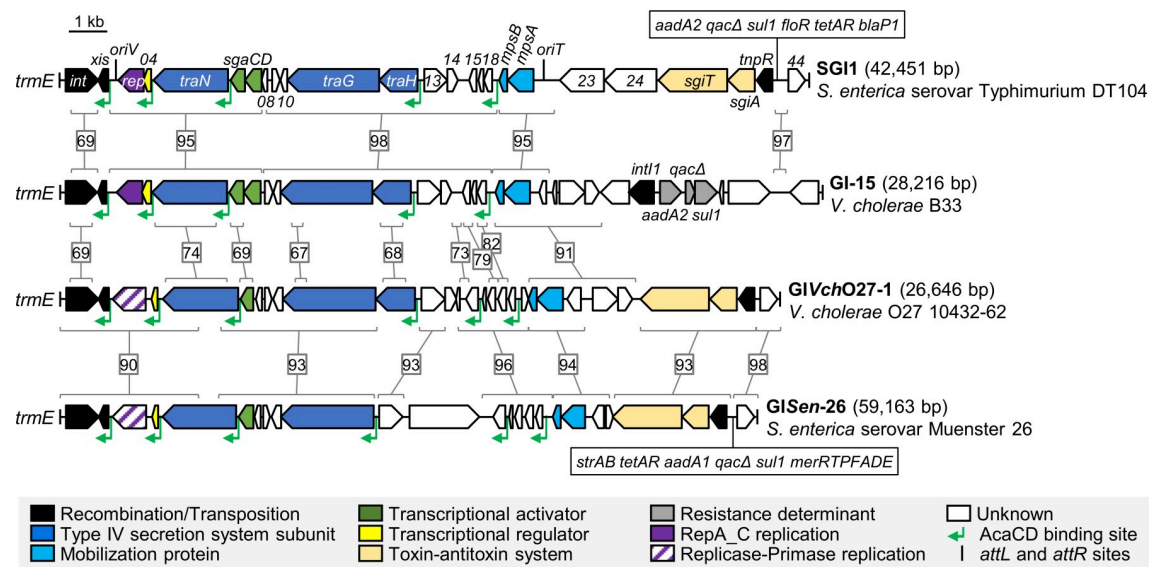 1 kb
aadA2 qacΔ sul1 floR tetAR blaP1
xis oriV 04 sgaCD 14 15 18 mpsB mpsA oriT tnpR 44
trmE int rep traN traG traH 13 23 24 sgiT SGI1 (42,451 bp)
08 10 sgiA S. enterica serovar Typhimurium DT104
69 95 98 95 97
intI1 qacΔ
trmE GI-15 (28,216 bp)
aadA2 sul1 V. cholerae B33
69 74 69 67 68 73 79 82 91
trmE GIVchO27-1 (26,646 bp)
V. cholerae O27 10432-62
90 93 93 96 94 93 98
trmE GISen-26 (59,163 bp)
S. enterica serovar Muenster 26
strAB tetAR aadA1 qacΔ sul1 merRTPFADE
Recombination/Transposition Transcriptional activator Resistance determinant Unknown
Type IV secretion system subunit Transcriptional regulator RepA_C replication AcaCD binding site
Mobilization protein Toxin-antitoxin system Replicase-Primase replication attL and attR sites